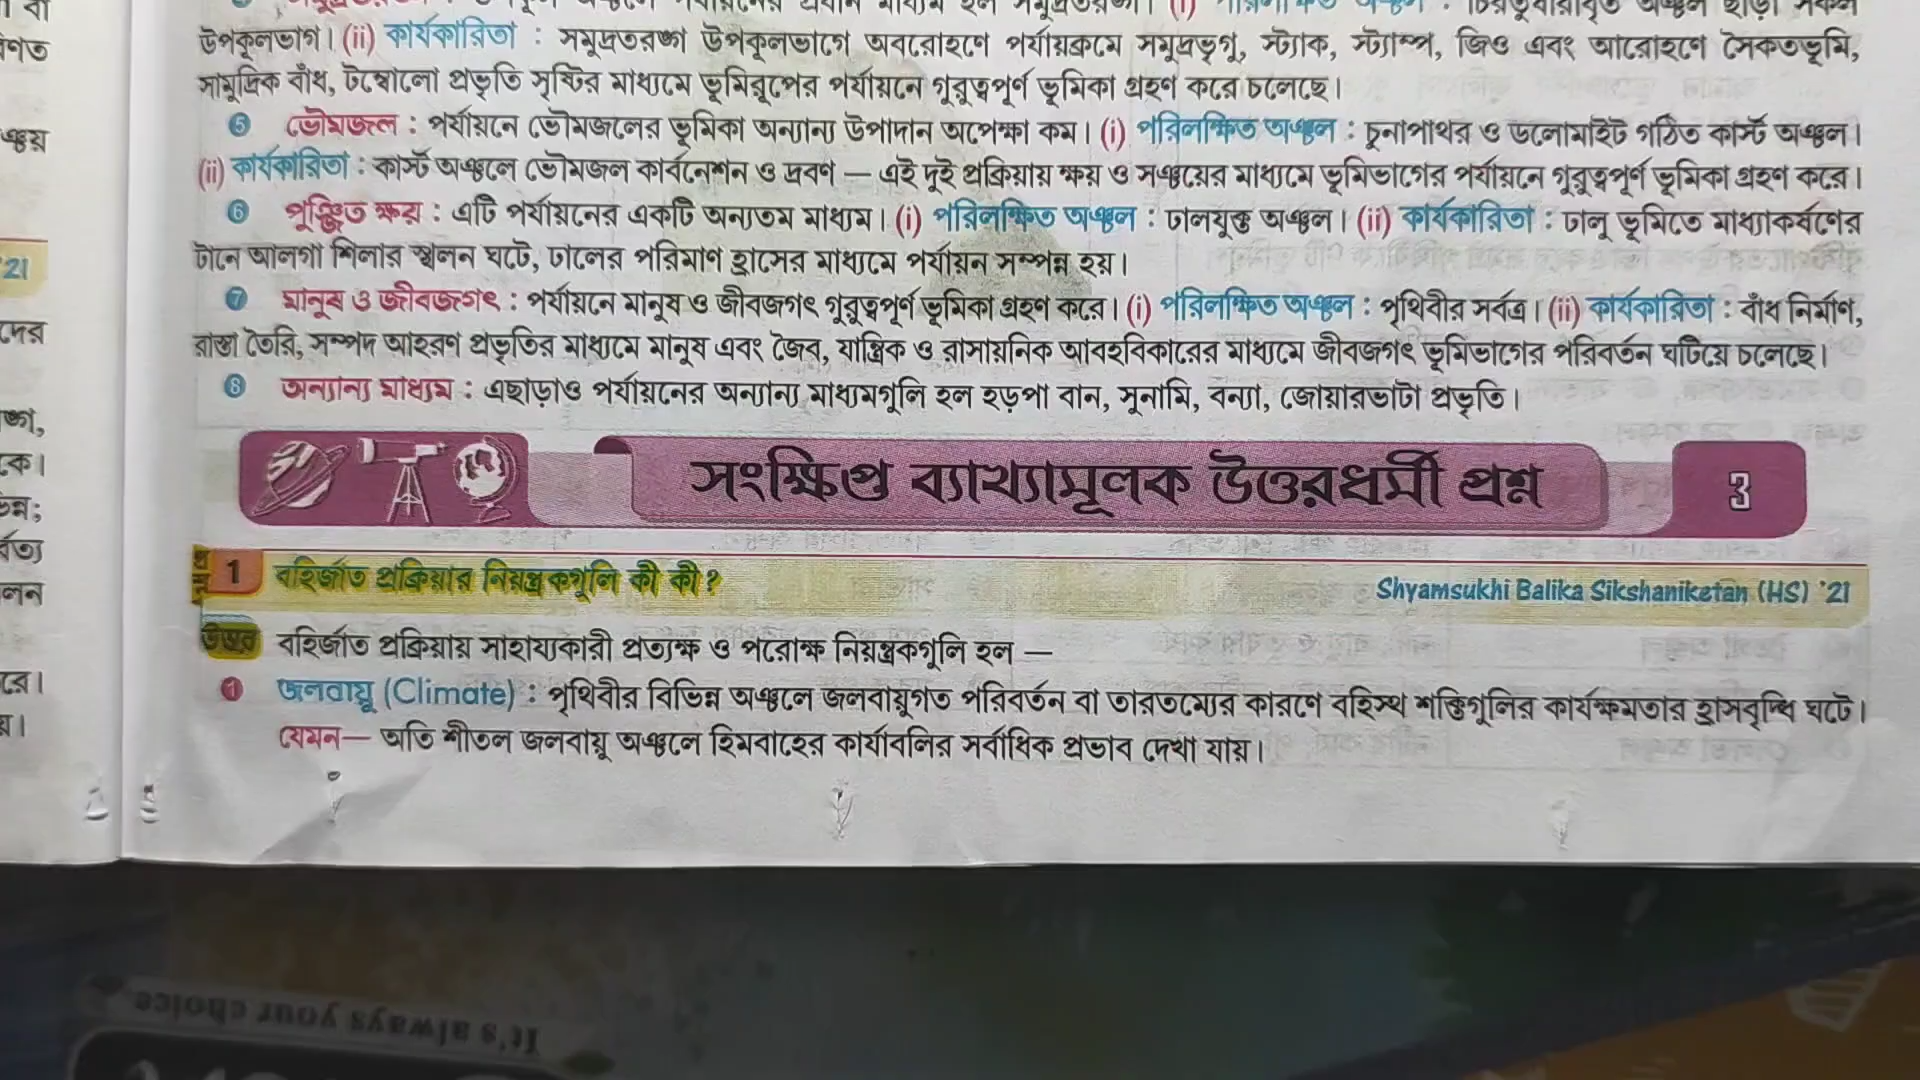 উপকূলভাগ। (ii) কার্যকারিতা : সমুদ্রতরঙ্গ উপকূলভাগে অবরোহণে পর্যায়ক্রমে সমুদ্রভৃগু, স্ট্যাক, স্ট্যাম্প, জিও এবং আরোহণে সৈকতভূমি,
সামুদ্রিক বাঁধ, টম্বোলো প্রভৃতি সৃষ্টির মাধ্যমে ভূমিরূপের পর্যায়নে গুরুত্বপূর্ণ ভূমিকা গ্রহণ করে চলেছে।
5 ভৌমজল : পর্যায়নে ভৌমজলের ভূমিকা অন্যান্য উপাদান অপেক্ষা কম। (i) পরিলক্ষিত অঞ্চল : চুনাপাথর ও ডলোমাইট গঠিত কার্স্ট অঞ্চল।
(ii) কার্যকারিতা : কার্স্ট অঞ্চলে ভৌমজল কার্বনেশন ও দ্রবণ — এই দুই প্রক্রিয়ায় ক্ষয় ও সঞ্চয়ের মাধ্যমে ভূমিভাগের পর্যায়নে গুরুত্বপূর্ণ ভূমিকা গ্রহণ করে।
6 পুঞ্জিত ক্ষয় : এটি পর্যায়নের একটি অন্যতম মাধ্যম। (i) পরিলক্ষিত অঞ্চল : ঢালযুক্ত অঞ্চল। (ii) কার্যকারিতা : ঢালু ভূমিতে মাধ্যাকর্ষণের
টানে আলগা শিলার স্খলন ঘটে, ঢালের পরিমাণ হ্রাসের মাধ্যমে পর্যায়ন সম্পন্ন হয়।
7 মানুষ ও জীবজগৎ : পর্যায়নে মানুষ ও জীবজগৎ গুরুত্বপূর্ণ ভূমিকা গ্রহণ করে। (i) পরিলক্ষিত অঞ্চল : পৃথিবীর সর্বত্র। (ii) কার্যকারিতা : বাঁধ নির্মাণ,
রাস্তা তৈরি, সম্পদ আহরণ প্রভৃতির মাধ্যমে মানুষ এবং জৈব, যান্ত্রিক ও রাসায়নিক আবহবিকারের মাধ্যমে জীবজগৎ ভূমিভাগের পরিবর্তন ঘটিয়ে চলেছে।
8 অন্যান্য মাধ্যম : এছাড়াও পর্যায়নের অন্যান্য মাধ্যমগুলি হল হড়পা বান, সুনামি, বন্যা, জোয়ারভাটা প্রভৃতি।
সংক্ষিপ্ত ব্যাখ্যামূলক উত্তরধর্মী প্রশ্ন 3
প্রশ্ন 1 বহির্জাত প্রক্রিয়ার নিয়ন্ত্রকগুলি কী কী? Shyamsukhi Balika Sikshaniketan (HS) '21
উত্তর বহির্জাত প্রক্রিয়ায় সাহায্যকারী প্রত্যক্ষ ও পরোক্ষ নিয়ন্ত্রকগুলি হল —
1 জলবায়ু (Climate) : পৃথিবীর বিভিন্ন অঞ্চলে জলবায়ুগত পরিবর্তন বা তারতম্যের কারণে বহিস্থ শক্তিগুলির কার্যক্ষমতার হ্রাসবৃদ্ধি ঘটে।
যেমন— অতি শীতল জলবায়ু অঞ্চলে হিমবাহের কার্যাবলির সর্বাধিক প্রভাব দেখা যায়।
It's always your choice